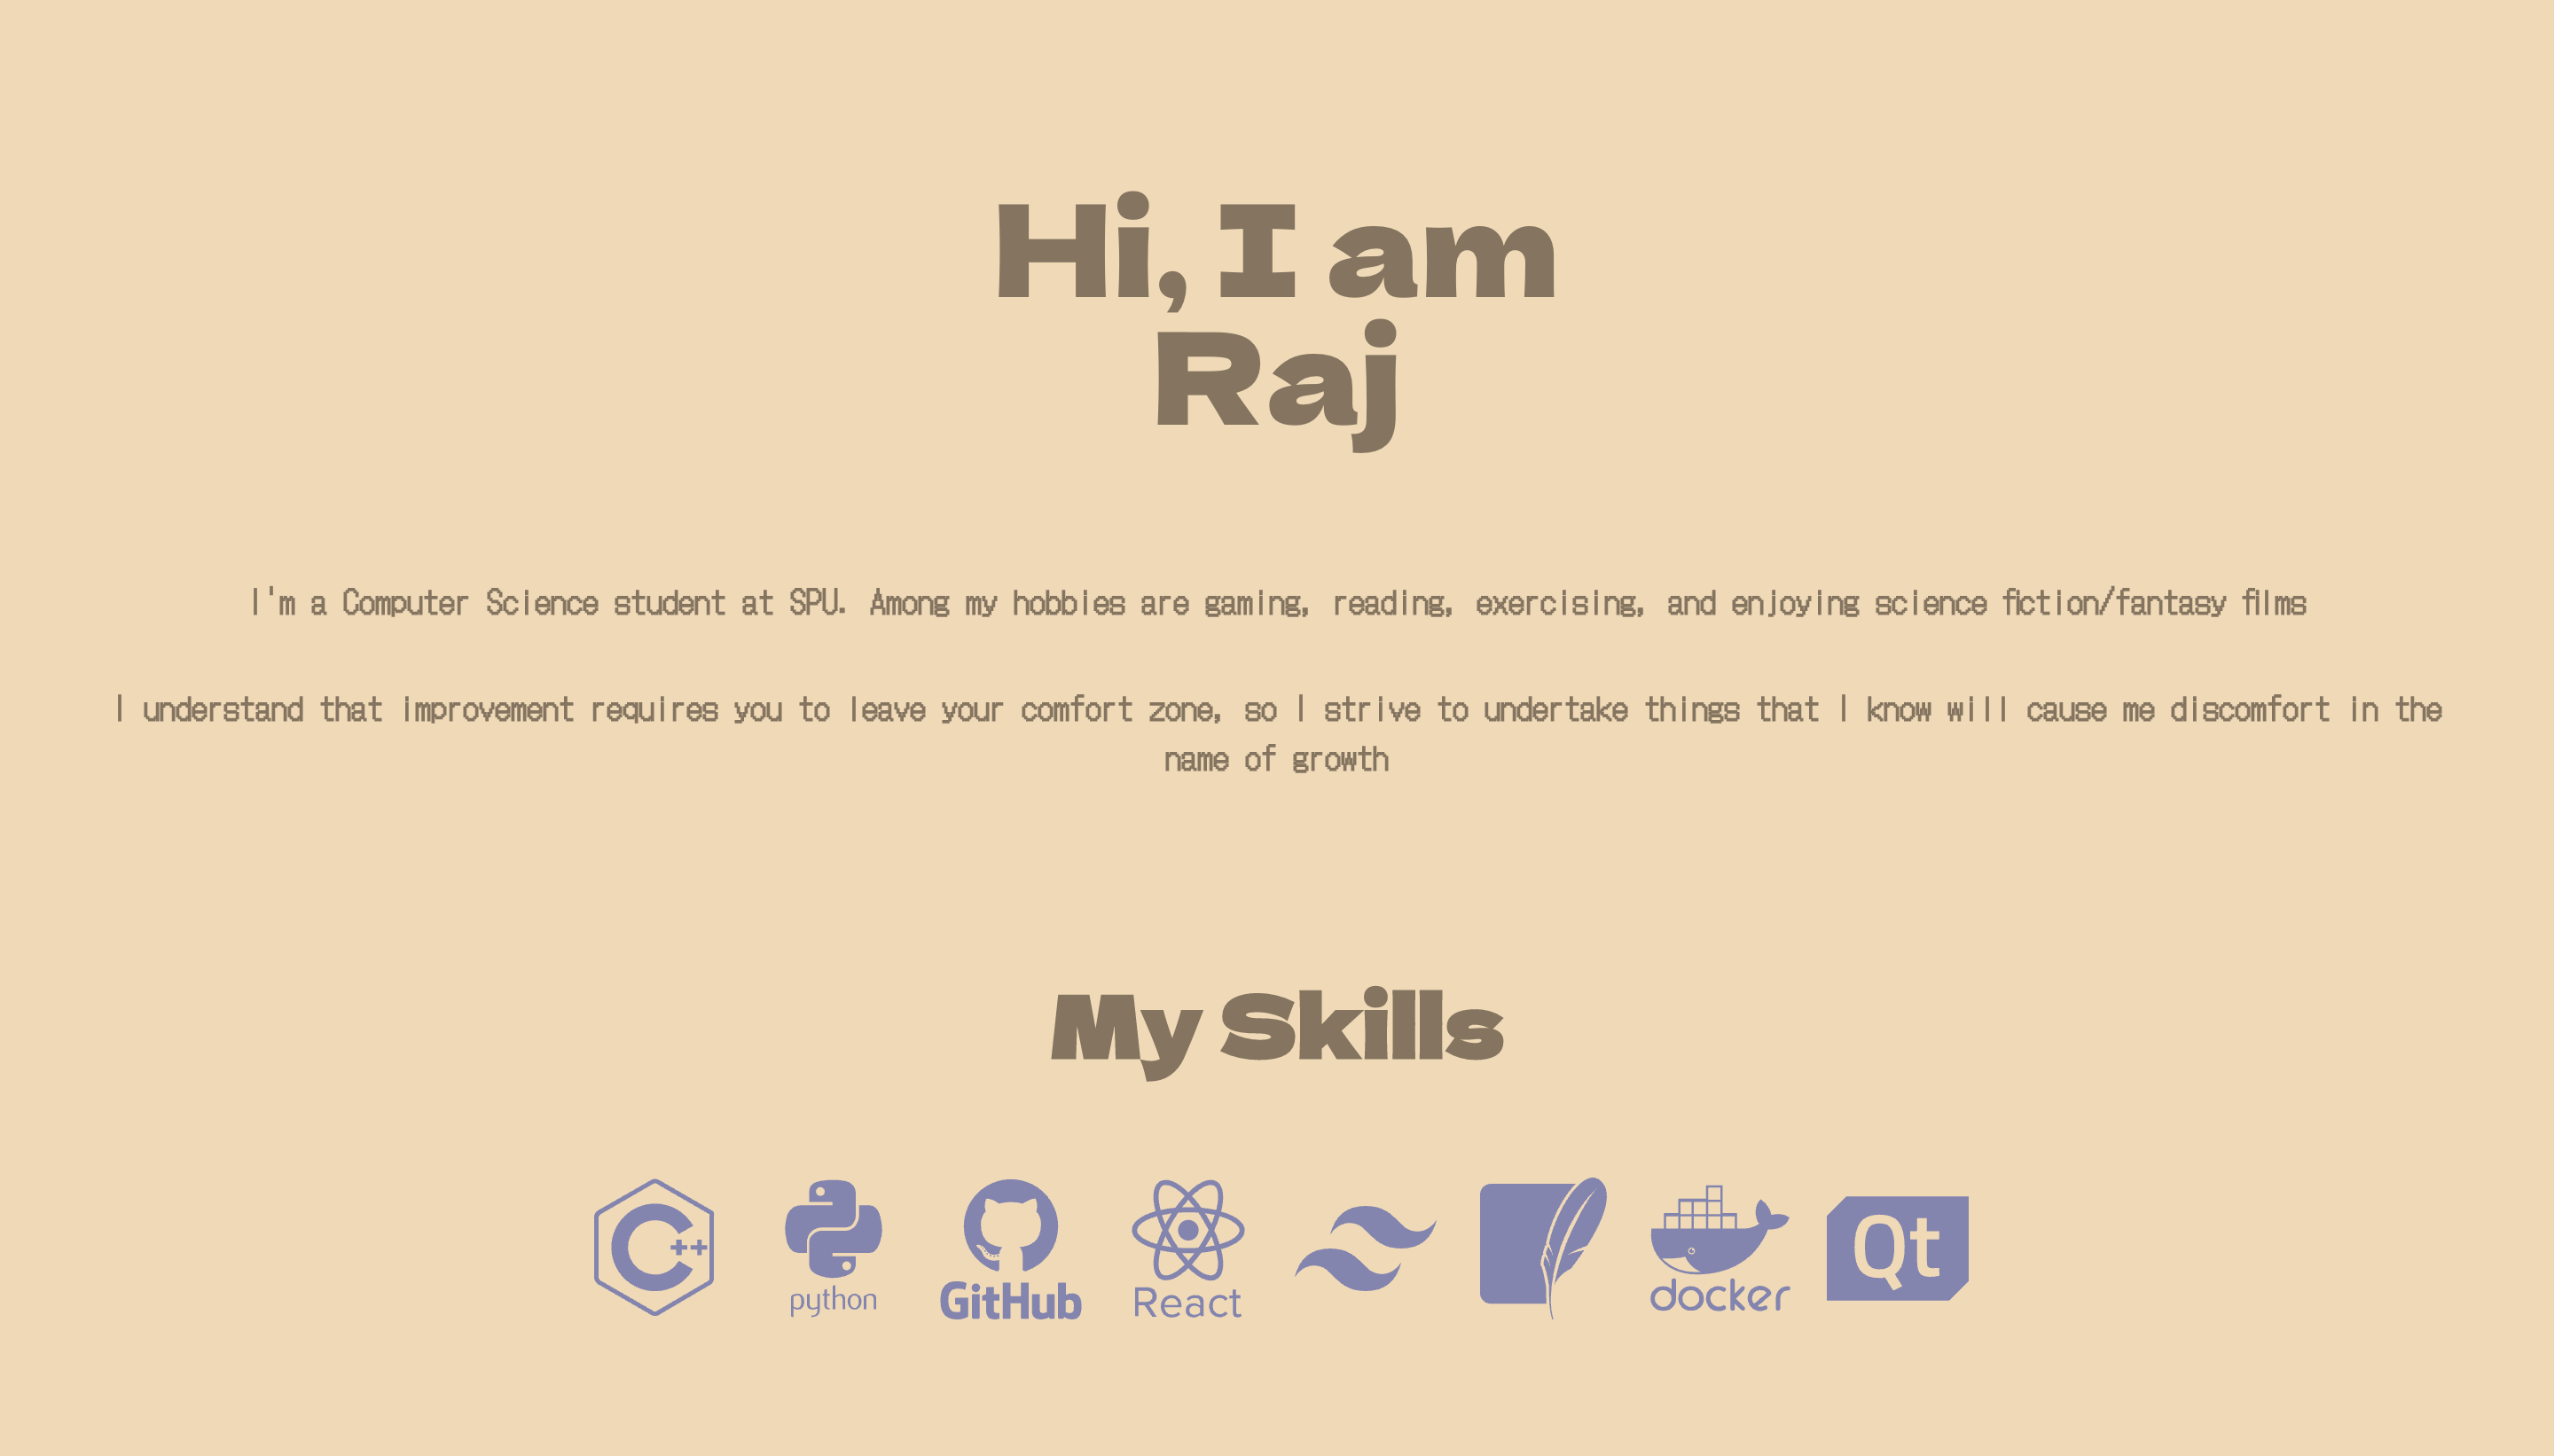 Hi, I am
Raj
I'm a Computer Science student at SPU. Among my hobbies are gaming, reading, exercising, and enjoying science fiction/fantasy films
I understand that improvement requires you to leave your comfort zone, so I strive to undertake things that I know will cause me discomfort in the
name of growth
My Skills
C++ python GitHub React docker Qt